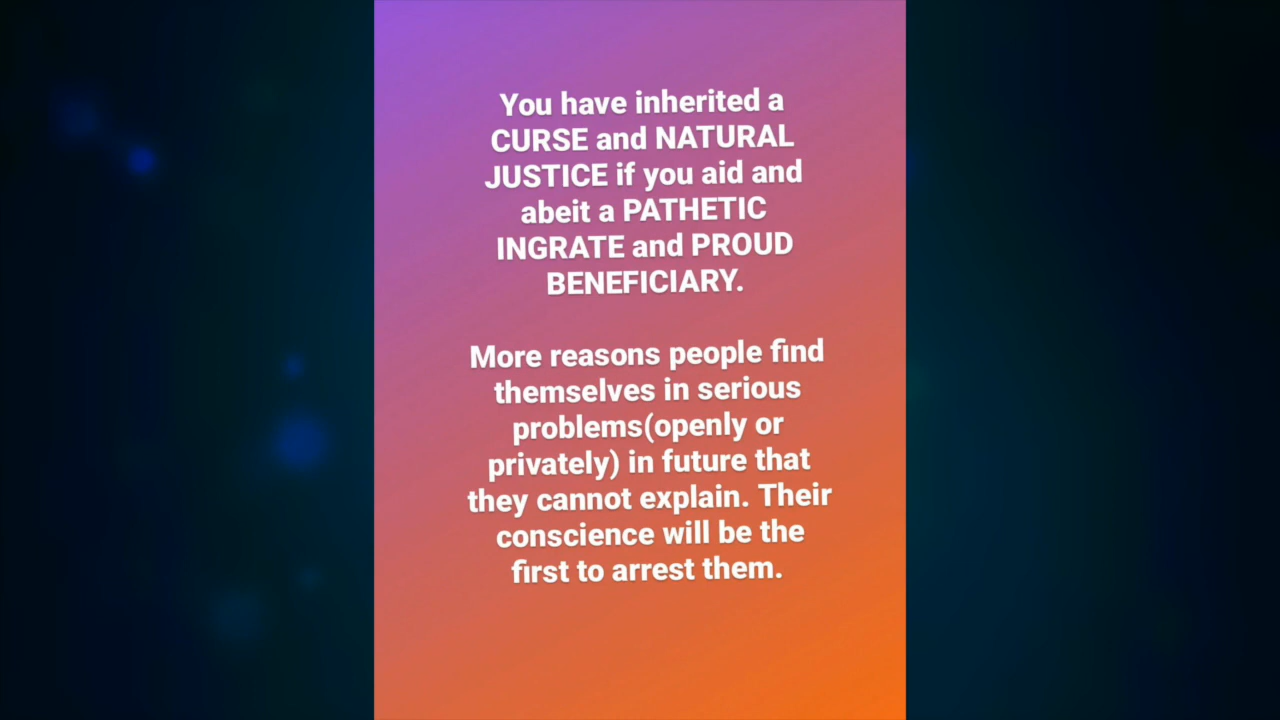 You have inherited a
CURSE and NATURAL
JUSTICE if you aid and
abeit a PATHETIC
INGRATE and PROUD
BENEFICIARY.
More reasons people find
themselves in serious
problems(openly or
privately) in future that
they cannot explain. Their
conscience will be the
first to arrest them.